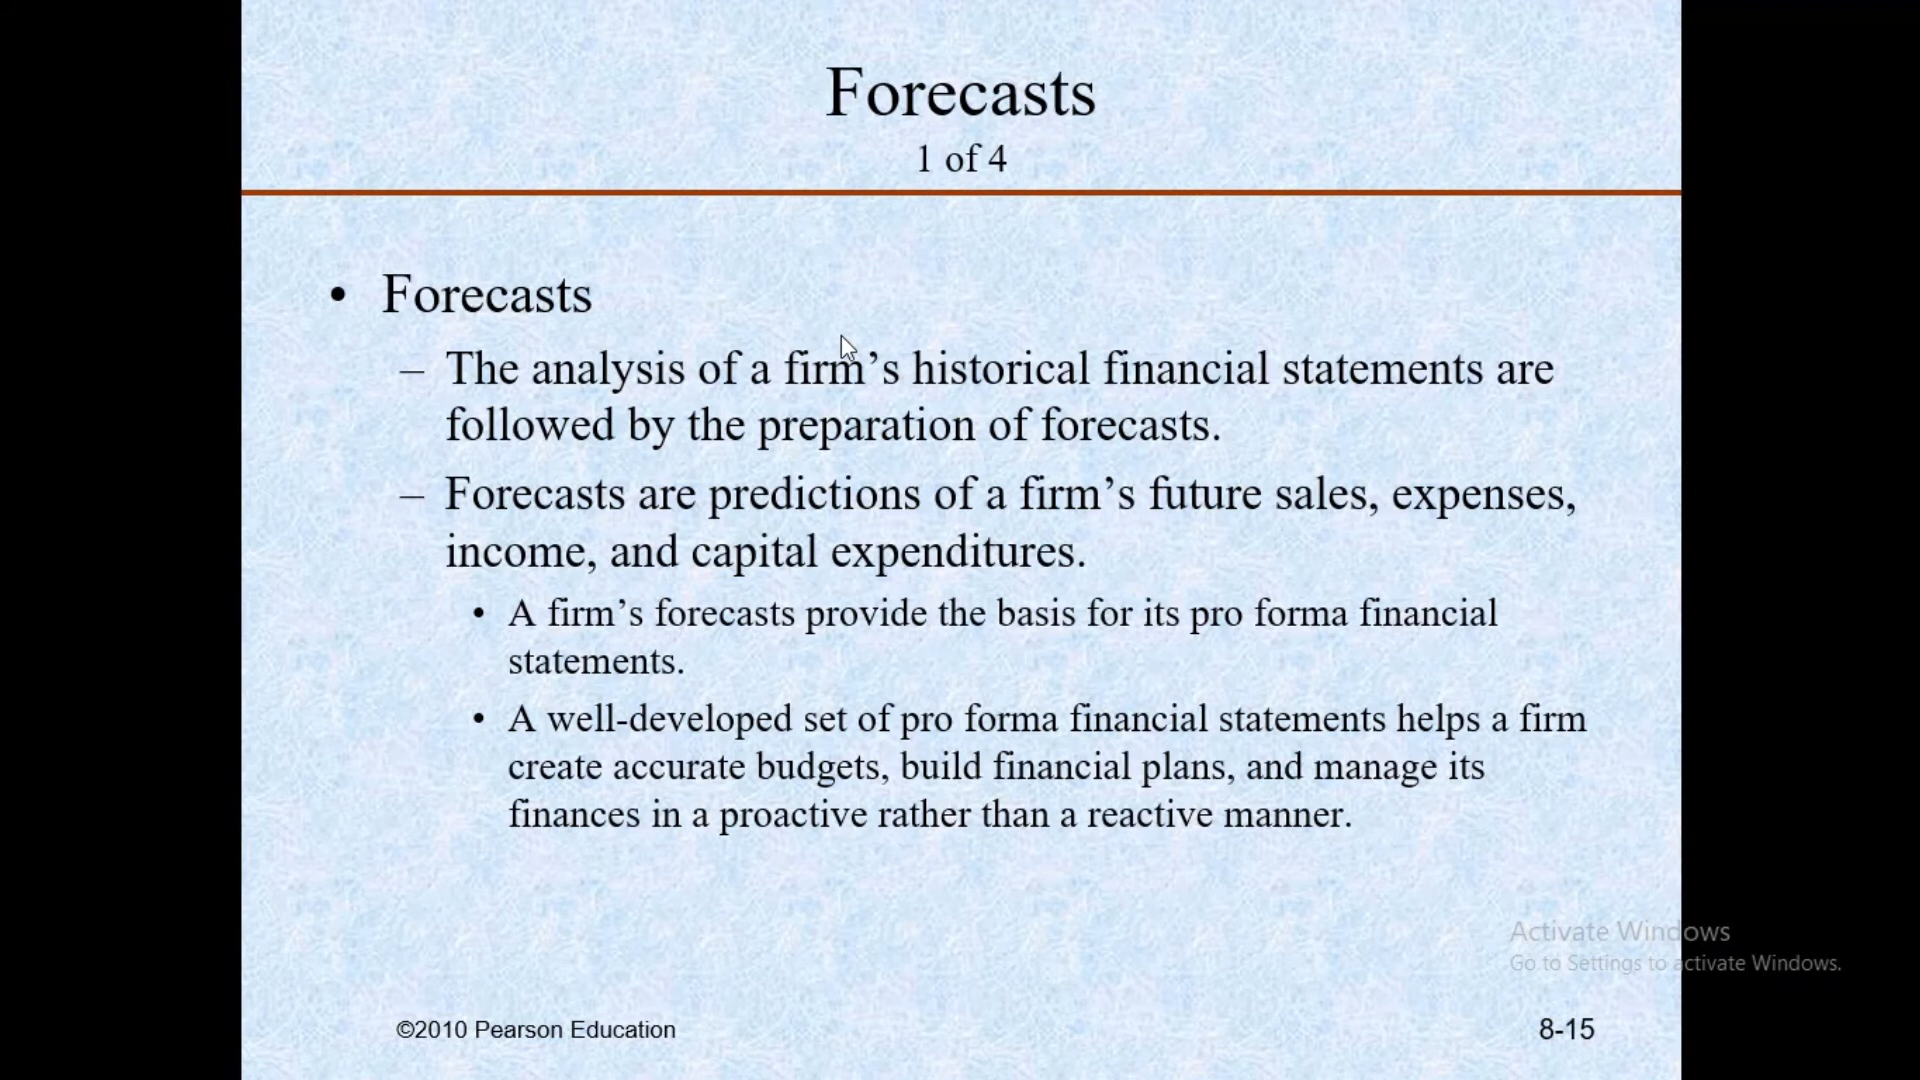 Forecasts
1 of 4
• Forecasts
– The analysis of a firm’s historical financial statements are
followed by the preparation of forecasts.
– Forecasts are predictions of a firm’s future sales, expenses,
income, and capital expenditures.
• A firm’s forecasts provide the basis for its pro forma financial
statements.
• A well-developed set of pro forma financial statements helps a firm
create accurate budgets, build financial plans, and manage its
finances in a proactive rather than a reactive manner.
Activate Windows
Go to Settings to activate Windows.
©2010 Pearson Education
8-15